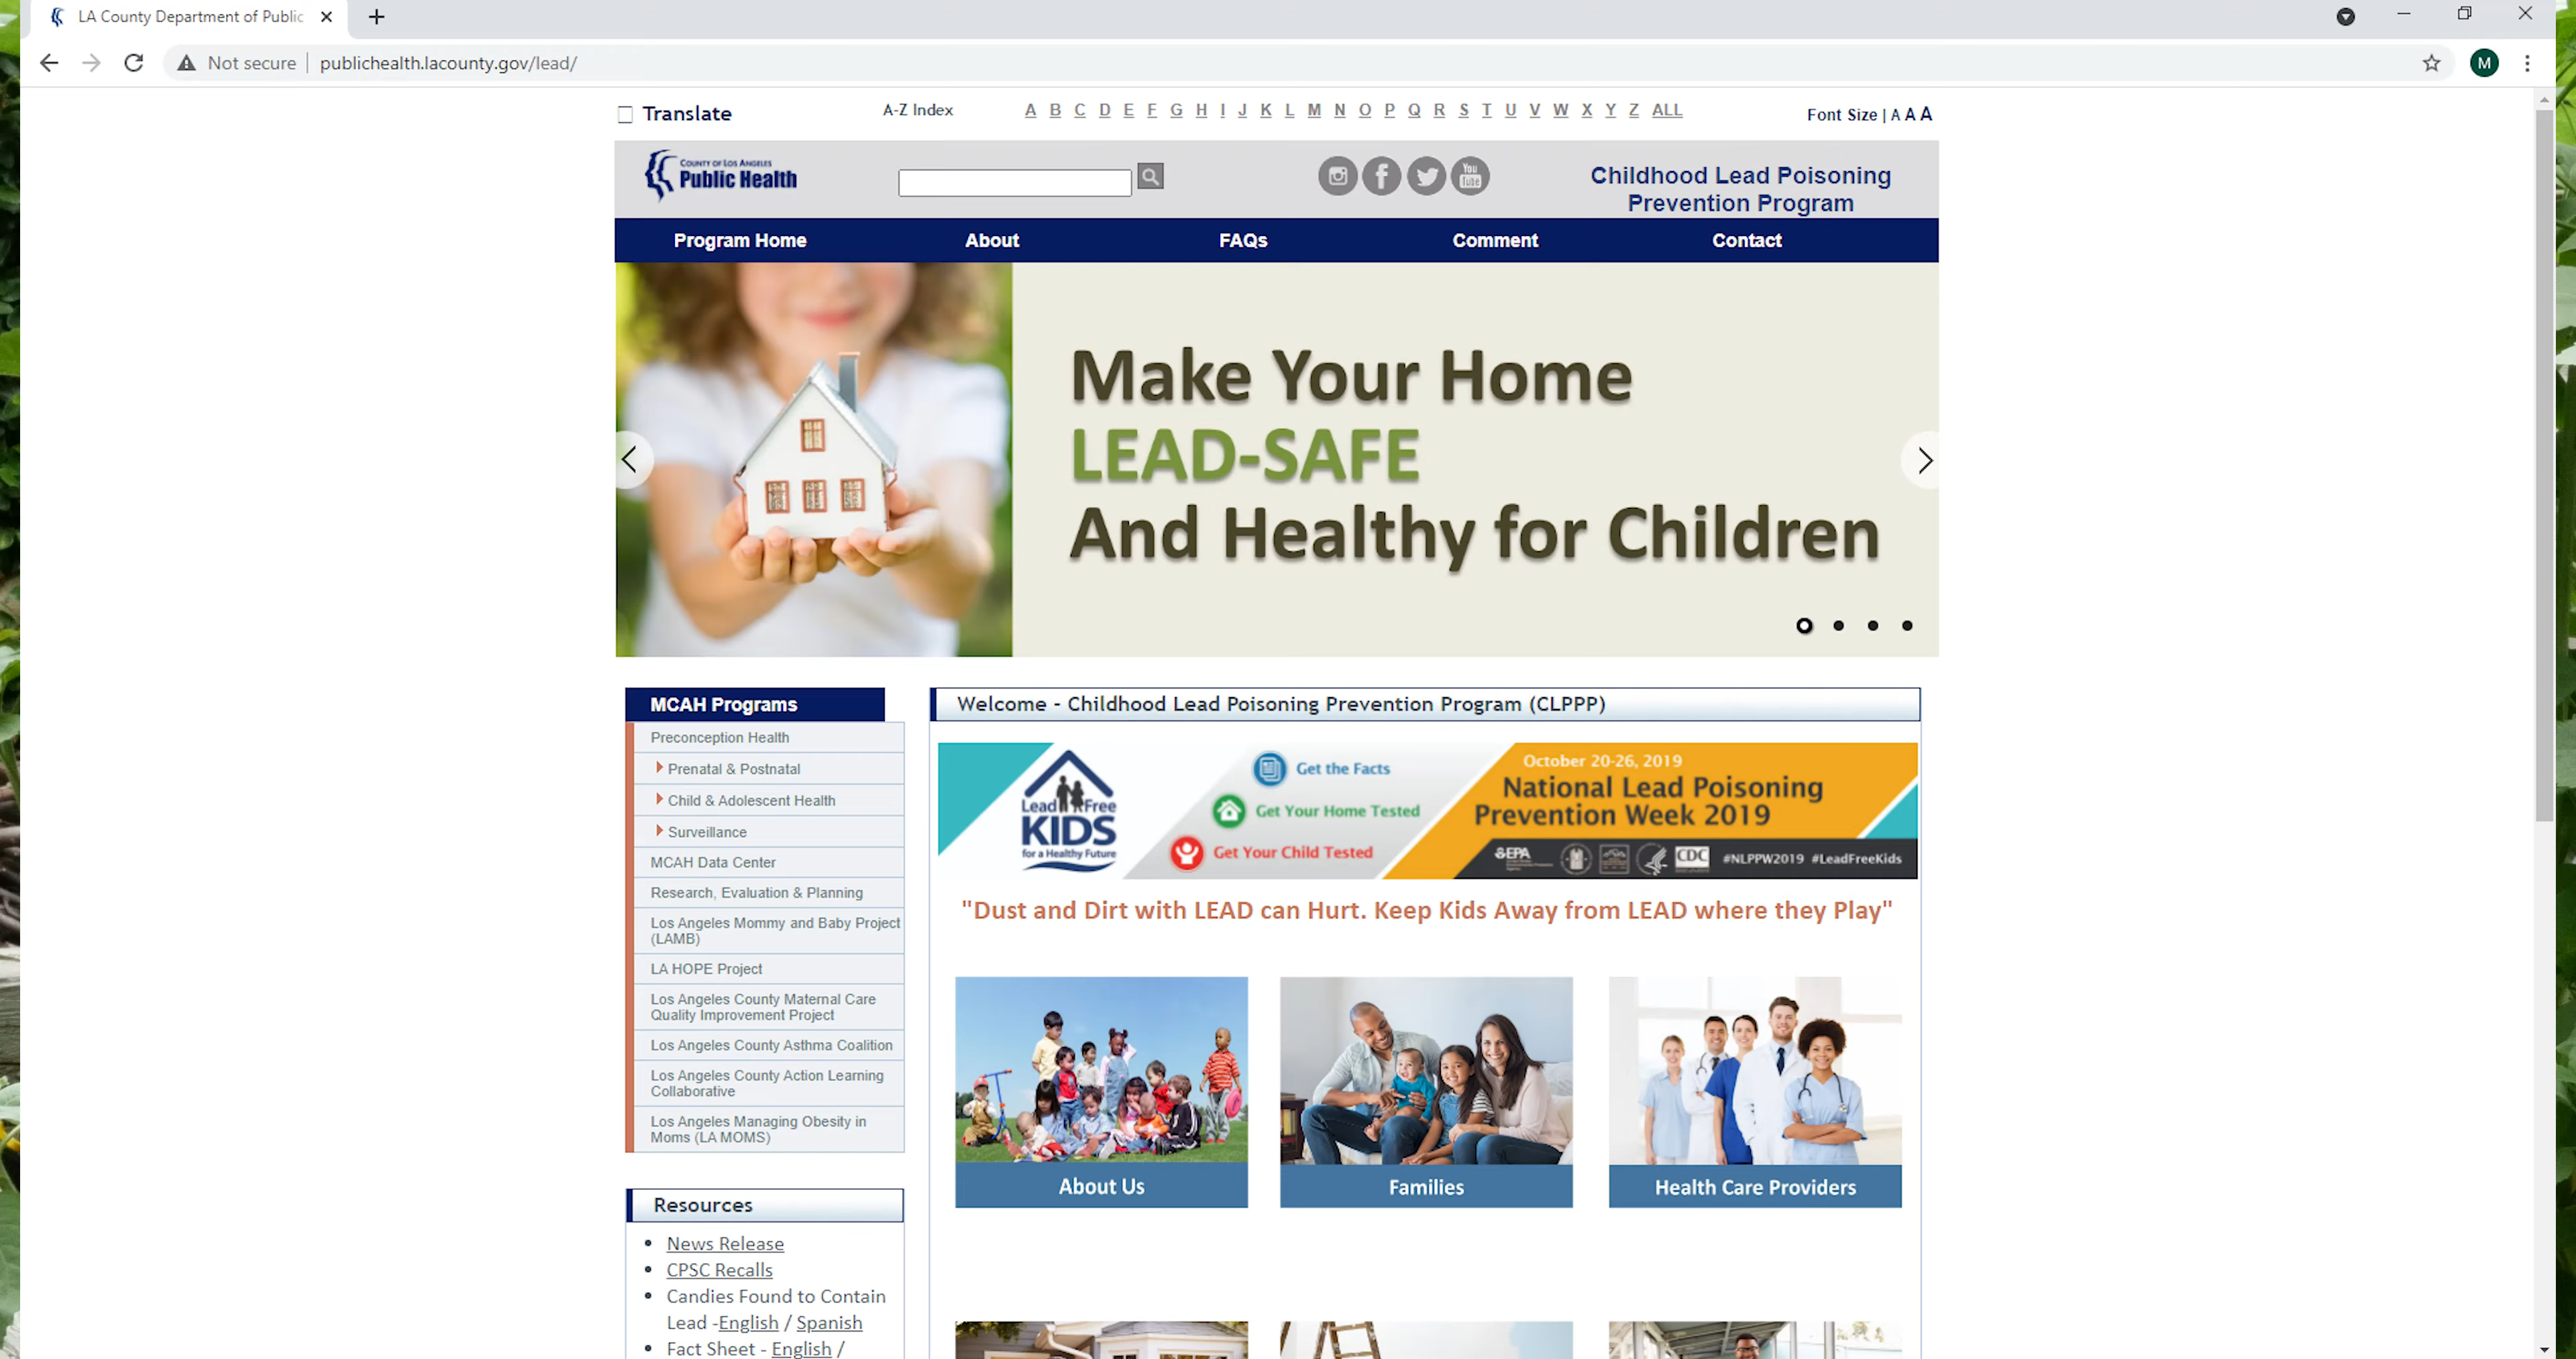 LA County Department of Public
Not secure
publichealth.lacounty.gov/lead/
M
Translate
A-Z Index
A B C D E F G H I J K L M N O P Q R S T U V W X Y Z ALL
Font Size | A A A
COUNTY OF LOS ANGELES
Public Health
You
Tube
Childhood Lead Poisoning
Prevention Program
Program Home About FAQs Comment Contact
Make Your Home
LEAD-SAFE
And Healthy for Children
MCAH Programs
Preconception Health
Prenatal & Postnatal
Child & Adolescent Health
Surveillance
MCAH Data Center
Research, Evaluation & Planning
Los Angeles Mommy and Baby Project
(LAMB)
LA HOPE Project
Los Angeles County Maternal Care
Quality Improvement Project
Los Angeles County Asthma Coalition
Los Angeles County Action Learning
Collaborative
Los Angeles Managing Obesity in
Moms (LA MOMS)
Resources
News Release
CPSC Recalls
Candies Found to Contain
Lead -English / Spanish
Fact Sheet - English /
Welcome - Childhood Lead Poisoning Prevention Program (CLPPP)
Lead Free
KIDS
for a Healthy Future
Get the Facts
Get Your Home Tested
Get Your Child Tested
October 20-26, 2019
National Lead Poisoning
Prevention Week 2019
EPA
CDC
#NLPPW2019 #LeadFreeKids
"Dust and Dirt with LEAD can Hurt. Keep Kids Away from LEAD where they Play"
About Us
Families
Health Care Providers